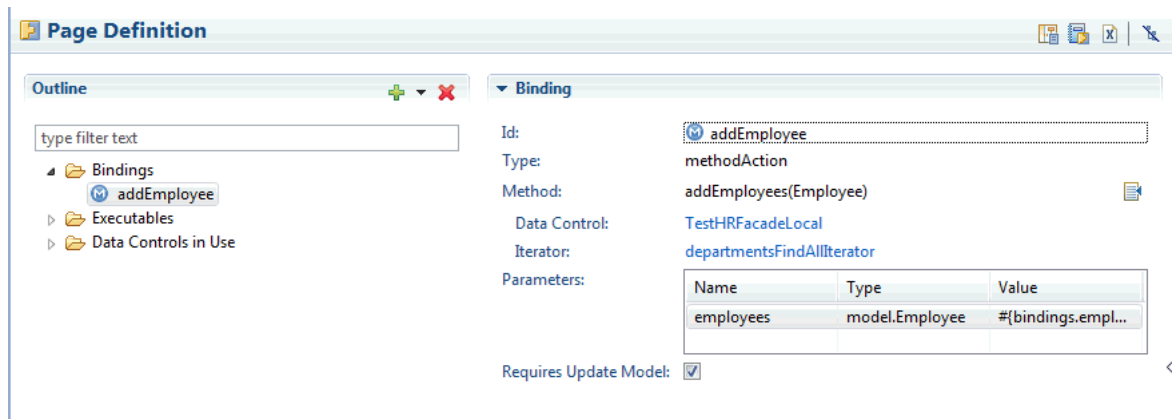 Page Definition
Outline
type filter text
Bindings
addEmployee
Executables
Data Controls in Use
Binding
Id: addEmployee
Type: methodAction
Method: addEmployees(Employee)
Data Control: TestHRFacadeLocal
Iterator: departmentsFindAllIterator
Parameters:
Name Type Value
employees model.Employee #{bindings.empl...
Requires Update Model: